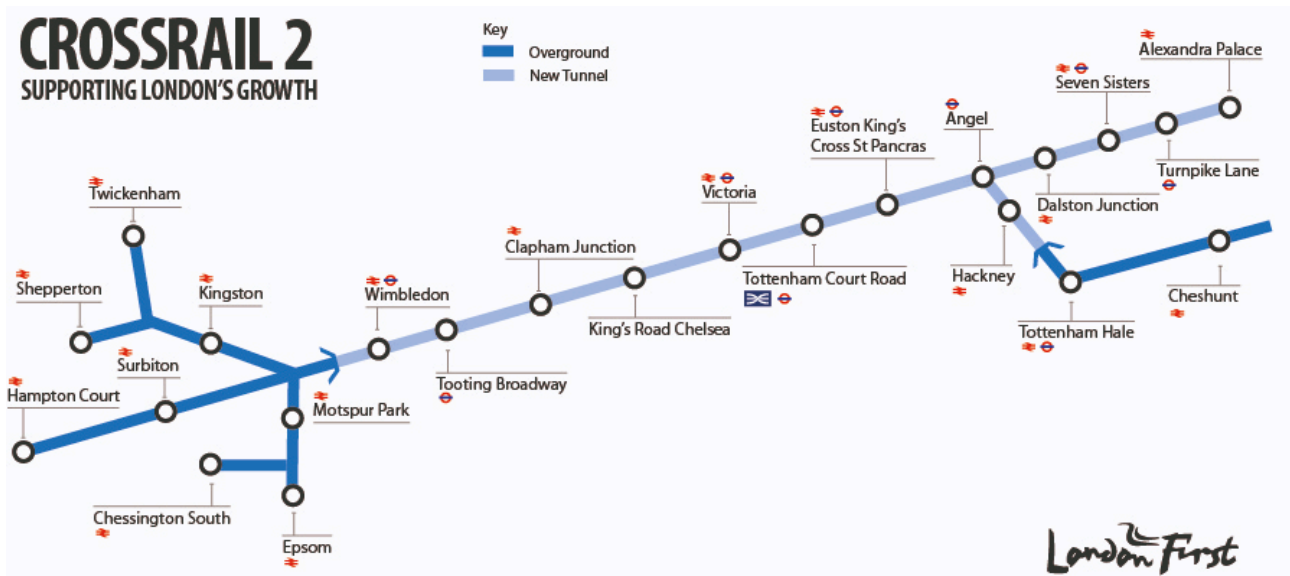 CROSSRAIL 2
SUPPORTING LONDON'S GROWTH
Key
Overground
New Tunnel
Alexandra Palace
Seven Sisters
Angel
Euston King's
Cross St Pancras
Turnpike Lane
Twickenham
Victoria
Dalston Junction
Clapham Junction
Shepperton
Kingston
Wimbledon
Tottenham Court Road
Hackney
Cheshunt
King's Road Chelsea
Tottenham Hale
Surbiton
Hampton Court
Tooting Broadway
Motspur Park
Chessington South
Epsom
London First